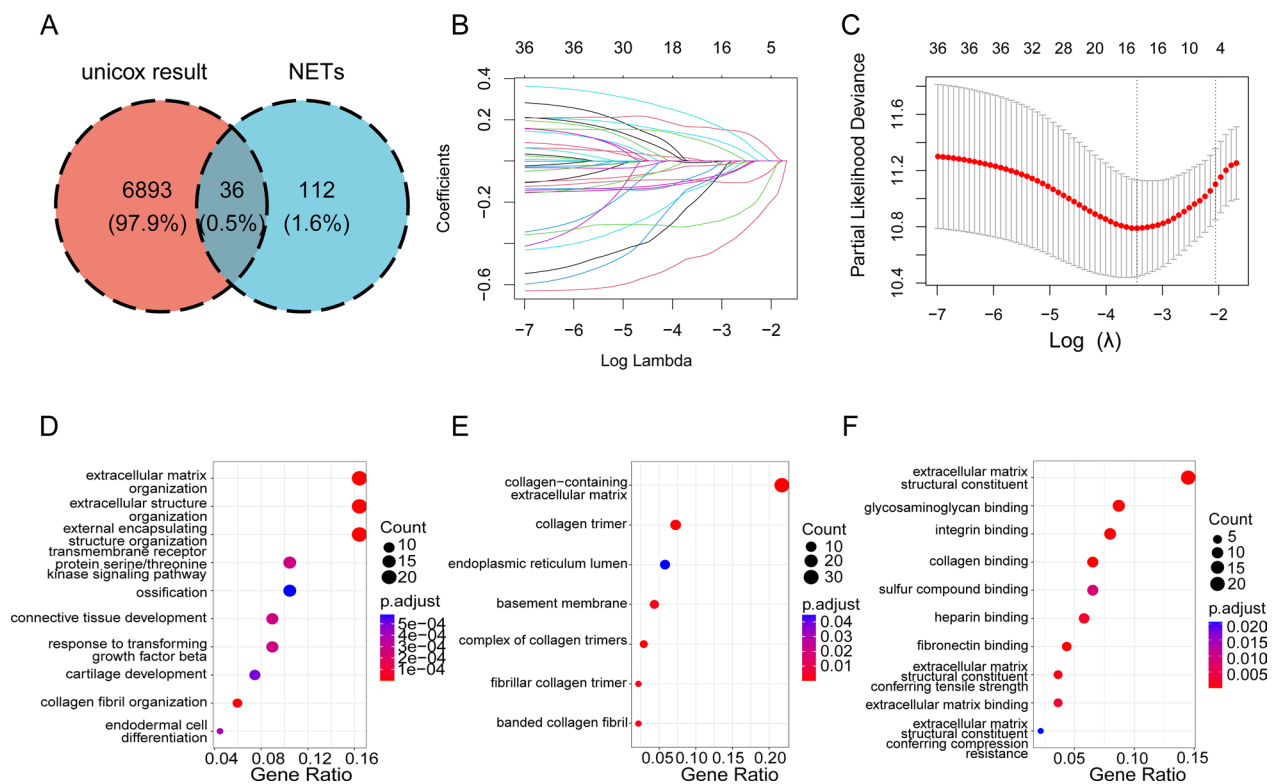 A
unicox result
NETs
6893
(97.9%)
36
(0.5%)
112
(1.6%)
B
36 36 30 18 16 5
Coefficients
0.4
0.2
−0.2
−0.6
−7 −6 −5 −4 −3 −2
Log Lambda
C
36 36 36 32 28 20 16 16 10 4
Partial Likelihood Deviance
11.6
11.2
10.8
10.4
−7 −6 −5 −4 −3 −2
Log (λ)
D
extracellular matrix
organization
extracellular structure
organization
external encapsulating
structure organization
transmembrane receptor
protein serine/threonine
kinase signaling pathway
ossification
connective tissue development
response to transforming
growth factor beta
cartilage development
collagen fibril organization
endodermal cell
differentiation
0.04 0.08 0.12 0.16
Gene Ratio
Count
10
15
20
p.adjust
5e−04
4e−04
3e−04
2e−04
1e−04
E
collagen−containing
extracellular matrix
collagen trimer
endoplasmic reticulum lumen
basement membrane
complex of collagen trimers
fibrillar collagen trimer
banded collagen fibril
0.05 0.10 0.15 0.20
Gene Ratio
Count
10
20
30
p.adjust
0.04
0.03
0.02
0.01
F
extracellular matrix
structural constituent
glycosaminoglycan binding
integrin binding
collagen binding
sulfur compound binding
heparin binding
fibronectin binding
extracellular matrix
structural constituent
conferring tensile strength
extracellular matrix binding
extracellular matrix
structural constituent
conferring compression
resistance
0.05 0.10 0.15
Gene Ratio
Count
5
10
15
20
p.adjust
0.020
0.015
0.010
0.005